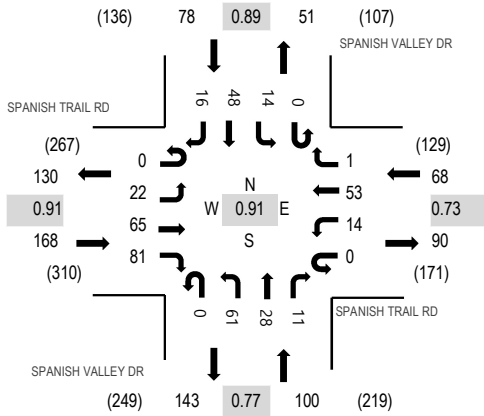 (136) 78 0.89 51 (107)
SPANISH VALLEY DR
16 48 14 0
SPANISH TRAIL RD
(267) (129)
0 1
130 68
22 N 53
0.91 W 0.91 E 0.73
65 14
168 S 90
81 0
(310) (171)
0 61 28 11
SPANISH TRAIL RD
SPANISH VALLEY DR
(249) 143 0.77 100 (219)